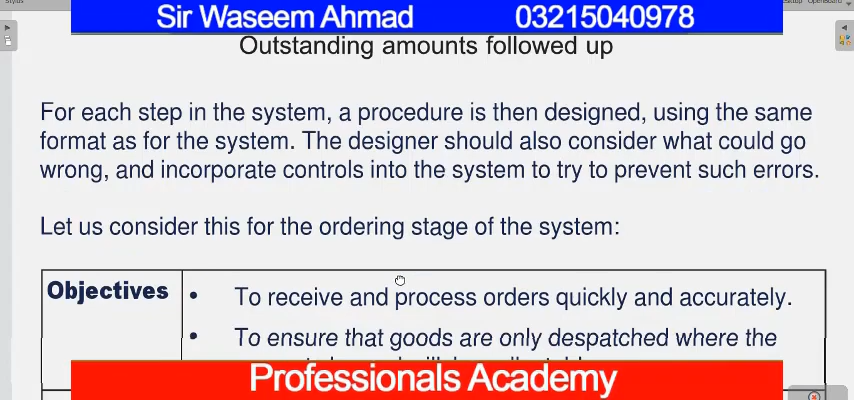 Sir Waseem Ahmad 03215040978
Outstanding amounts followed up
For each step in the system, a procedure is then designed, using the same
format as for the system. The designer should also consider what could go
wrong, and incorporate controls into the system to try to prevent such errors.
Let us consider this for the ordering stage of the system:
Objectives
• To receive and process orders quickly and accurately.
• To ensure that goods are only despatched where the
Professionals Academy